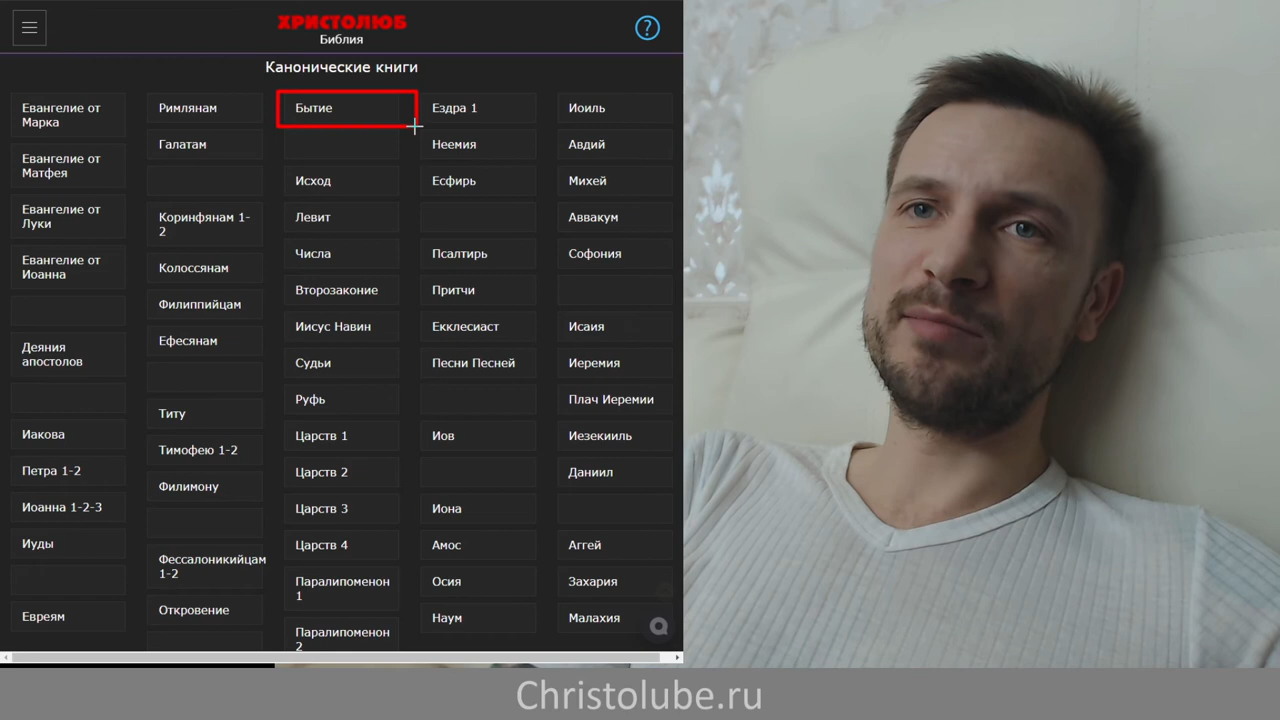 ХРИСТОЛЮБ
Библия
?
Канонические книги
Евангелие от
Марка
Евангелие от
Матфея
Евангелие от
Луки
Евангелие от
Иоанна
Деяния
апостолов
Иакова
Петра 1-2
Иоанна 1-2-3
Иуды
Евреям
Римлянам
Галатам
Коринфянам 1-
2
Колоссянам
Филиппийцам
Ефесянам
Титу
Тимофею 1-2
Филимону
Фессалоникийцам
1-2
Откровение
Бытие
Исход
Левит
Числа
Второзаконие
Иисус Навин
Судьи
Руфь
Царств 1
Царств 2
Царств 3
Царств 4
Паралипоменон
1
Паралипоменон
2
Ездра 1
Неемия
Есфирь
Псалтирь
Притчи
Екклесиаст
Песни Песней
Иов
Иона
Амос
Осия
Наум
Иоиль
Авдий
Михей
Аввакум
Софония
Исаия
Иеремия
Плач Иеремии
Иезекииль
Даниил
Аггей
Захария
Малахия
Christolube.ru